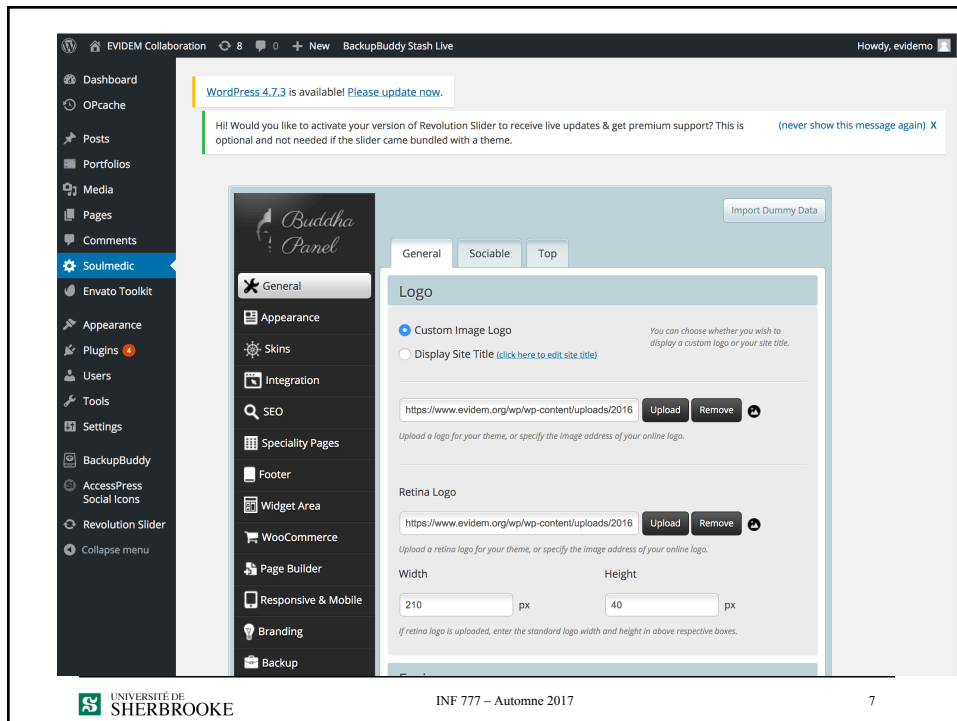 EVIDEM Collaboration 8 0 + New BackupBuddy Stash Live Howdy, evidemo
Dashboard
OPcache
Posts
Portfolios
Media
Pages
Comments
Soulmedic
Envato Toolkit
Appearance
Plugins 4
Users
Tools
Settings
BackupBuddy
AccessPress
Social Icons
Revolution Slider
Collapse menu
WordPress 4.7.3 is available! Please update now.
Hi! Would you like to activate your version of Revolution Slider to receive live updates & get premium support? This is
optional and not needed if the slider came bundled with a theme.
(never show this message again) X
Buddha
Panel
Import Dummy Data
General Sociable Top
General
Appearance
Skins
Integration
SEO
Speciality Pages
Footer
Widget Area
WooCommerce
Page Builder
Responsive & Mobile
Branding
Backup
Logo
Custom Image Logo
Display Site Title (click here to edit site title)
You can choose whether you wish to
display a custom logo or your site title.
https://www.evidem.org/wp/wp-content/uploads/2016 Upload Remove
Upload a logo for your theme, or specify the image address of your online logo.
Retina Logo
https://www.evidem.org/wp/wp-content/uploads/2016 Upload Remove
Upload a retina logo for your theme, or specify the image address of your online logo.
Width Height
210 px 40 px
If retina logo is uploaded, enter the standard logo width and height in above respective boxes.
UNIVERSITÉ DE
SHERBROOKE
INF 777 – Automne 2017
7